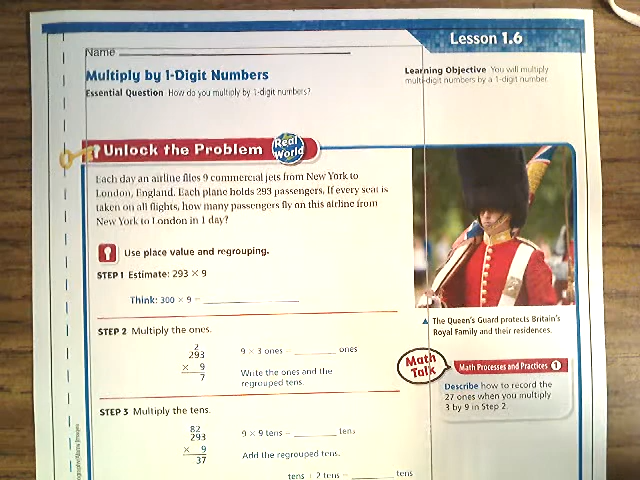 Lesson 1.6
Name
Multiply by 1-Digit Numbers
Essential Question How do you multiply by 1-digit numbers?
Learning Objective You will multiply
multi-digit numbers by a 1-digit number.
Unlock the Problem
Real
World
Each day an airline flies 9 commercial jets from New York to
London, England. Each plane holds 293 passengers. If every seat is
taken on all flights, how many passengers fly on this airline from
New York to London in 1 day?
Use place value and regrouping.
STEP 1 Estimate: 293 × 9
Think: 300 × 9 =
▲ The Queen's Guard protects Britain's
Royal Family and their residences.
STEP 2 Multiply the ones.
2
293
× 9
7
9 × 3 ones = ones
Write the ones and the
regrouped tens.
Math
Talk
Math Processes and Practices 1
Describe how to record the
27 ones when you multiply
3 by 9 in Step 2.
STEP 3 Multiply the tens.
82
293
× 9
37
9 × 9 tens = tens
Add the regrouped tens.
tens + 2 tens = tens